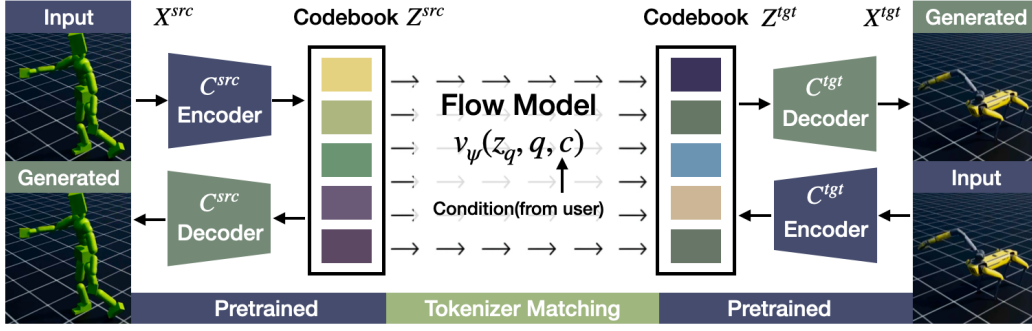 Input
X^{src}
Codebook Z^{src}
Codebook Z^{tgt}
X^{tgt}
Generated
C^{src}
Encoder
Flow Model
v_ψ(z_q, q, c)
Condition(from user)
C^{tgt}
Decoder
Generated
C^{src}
Decoder
C^{tgt}
Encoder
Input
Pretrained
Tokenizer Matching
Pretrained